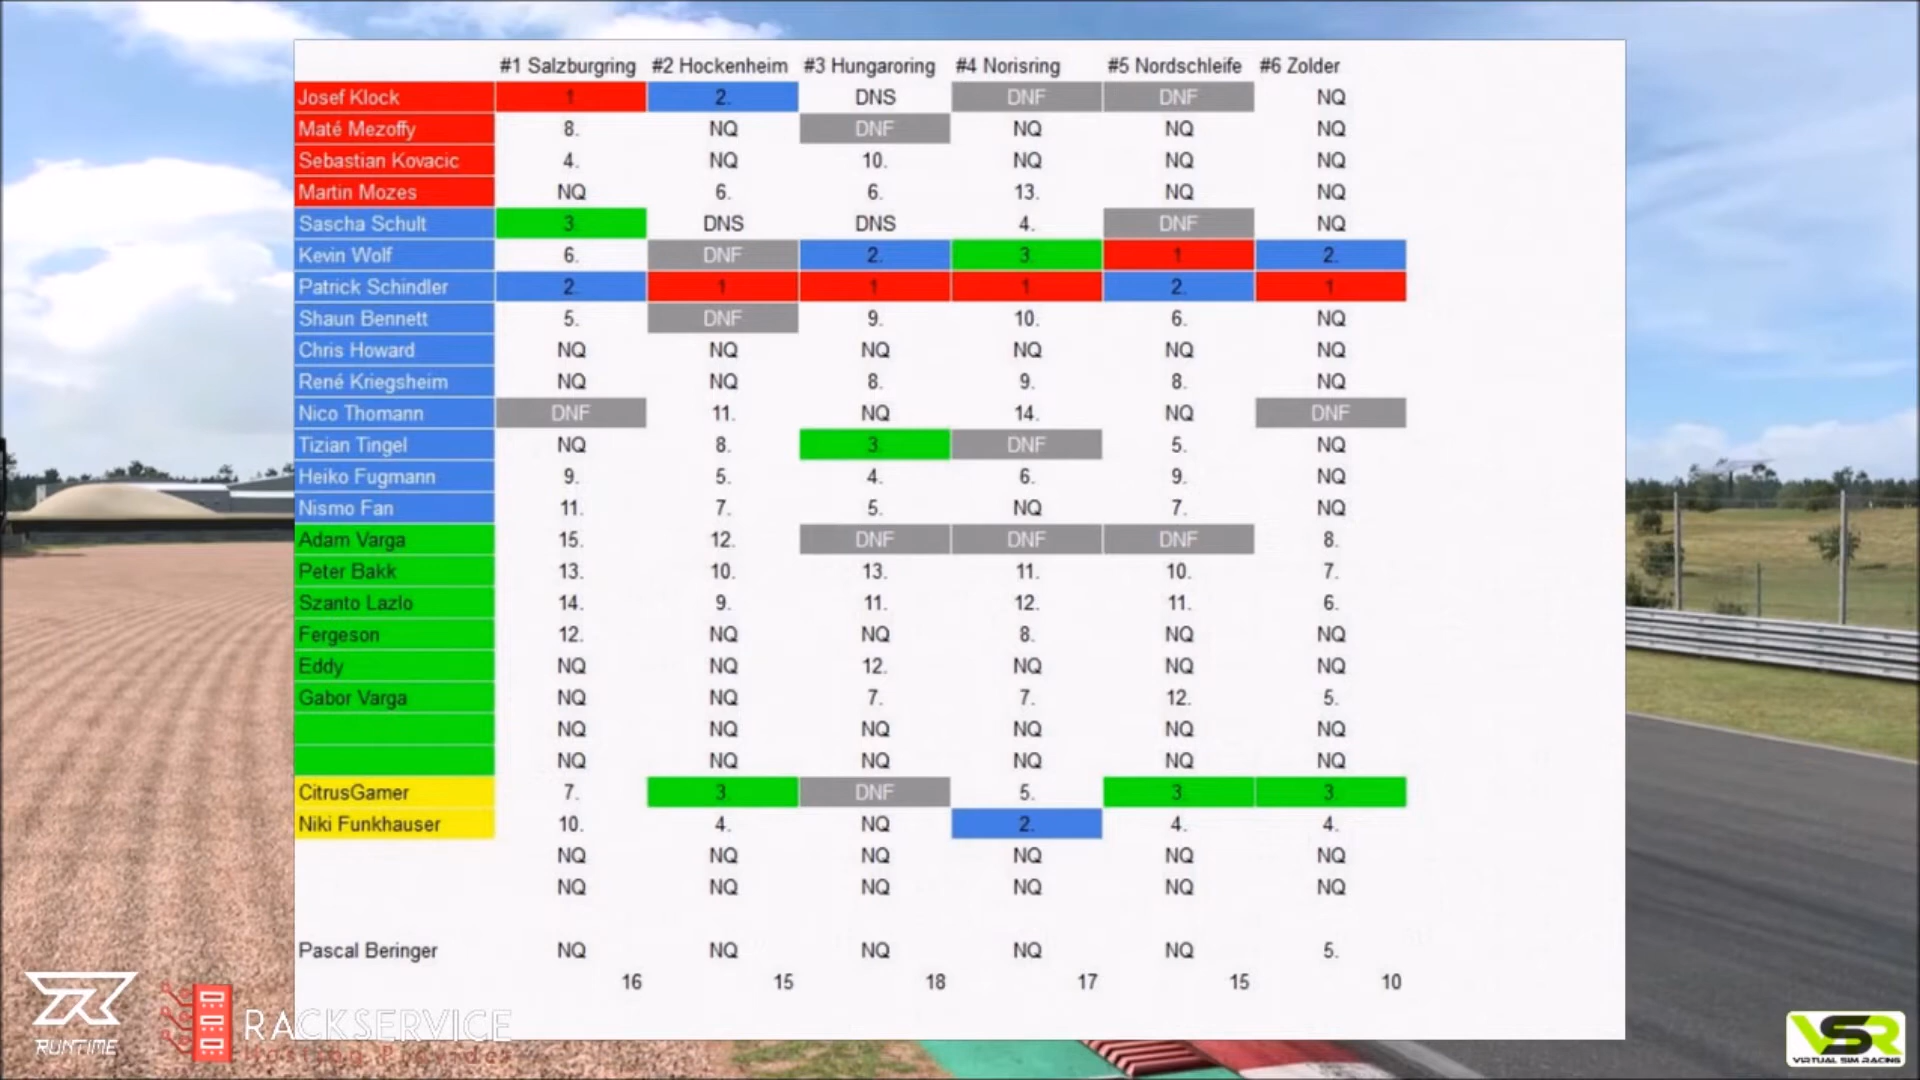 #1 Salzburgring #2 Hockenheim #3 Hungaroring #4 Norisring #5 Nordschleife #6 Zolder
Josef Klock 1 2. DNS DNF DNF NQ
Maté Mezoffy 8. NQ DNF NQ NQ NQ
Sebastian Kovacic 4. NQ 10. NQ NQ NQ
Martin Mozes NQ 6. 6. 13. NQ NQ
Sascha Schult 3. DNS DNS 4. DNF NQ
Kevin Wolf 6. DNF 2. 3. 1 2.
Patrick Schindler 2. 1 1 1 2. 1
Shaun Bennett 5. DNF 9. 10. 6. NQ
Chris Howard NQ NQ NQ NQ NQ NQ
René Kriegsheim NQ NQ 8. 9. 8. NQ
Nico Thomann DNF 11. NQ 14. NQ DNF
Tizian Tingel NQ 8. 3. DNF 5. NQ
Heiko Fugmann 9. 5. 4. 6. 9. NQ
Nismo Fan 11. 7. 5. NQ 7. NQ
Adam Varga 15. 12. DNF DNF DNF 8.
Peter Bakk 13. 10. 13. 11. 10. 7.
Szanto Lazlo 14. 9. 11. 12. 11. 6.
Fergeson 12. NQ NQ 8. NQ NQ
Eddy NQ NQ 12. NQ NQ NQ
Gabor Varga NQ NQ 7. 7. 12. 5.
NQ NQ NQ NQ NQ NQ
NQ NQ NQ NQ NQ NQ
CitrusGamer 7. 3. DNF 5. 3. 3.
Niki Funkhauser 10. 4. NQ 2. 4. 4.
NQ NQ NQ NQ NQ NQ
NQ NQ NQ NQ NQ NQ
Pascal Beringer NQ NQ NQ NQ NQ 5.
16 15 18 17 15 10
RUNTIME
RACKSERVICE
Hosting Provider
VSR
VIRTUAL SIM RACING